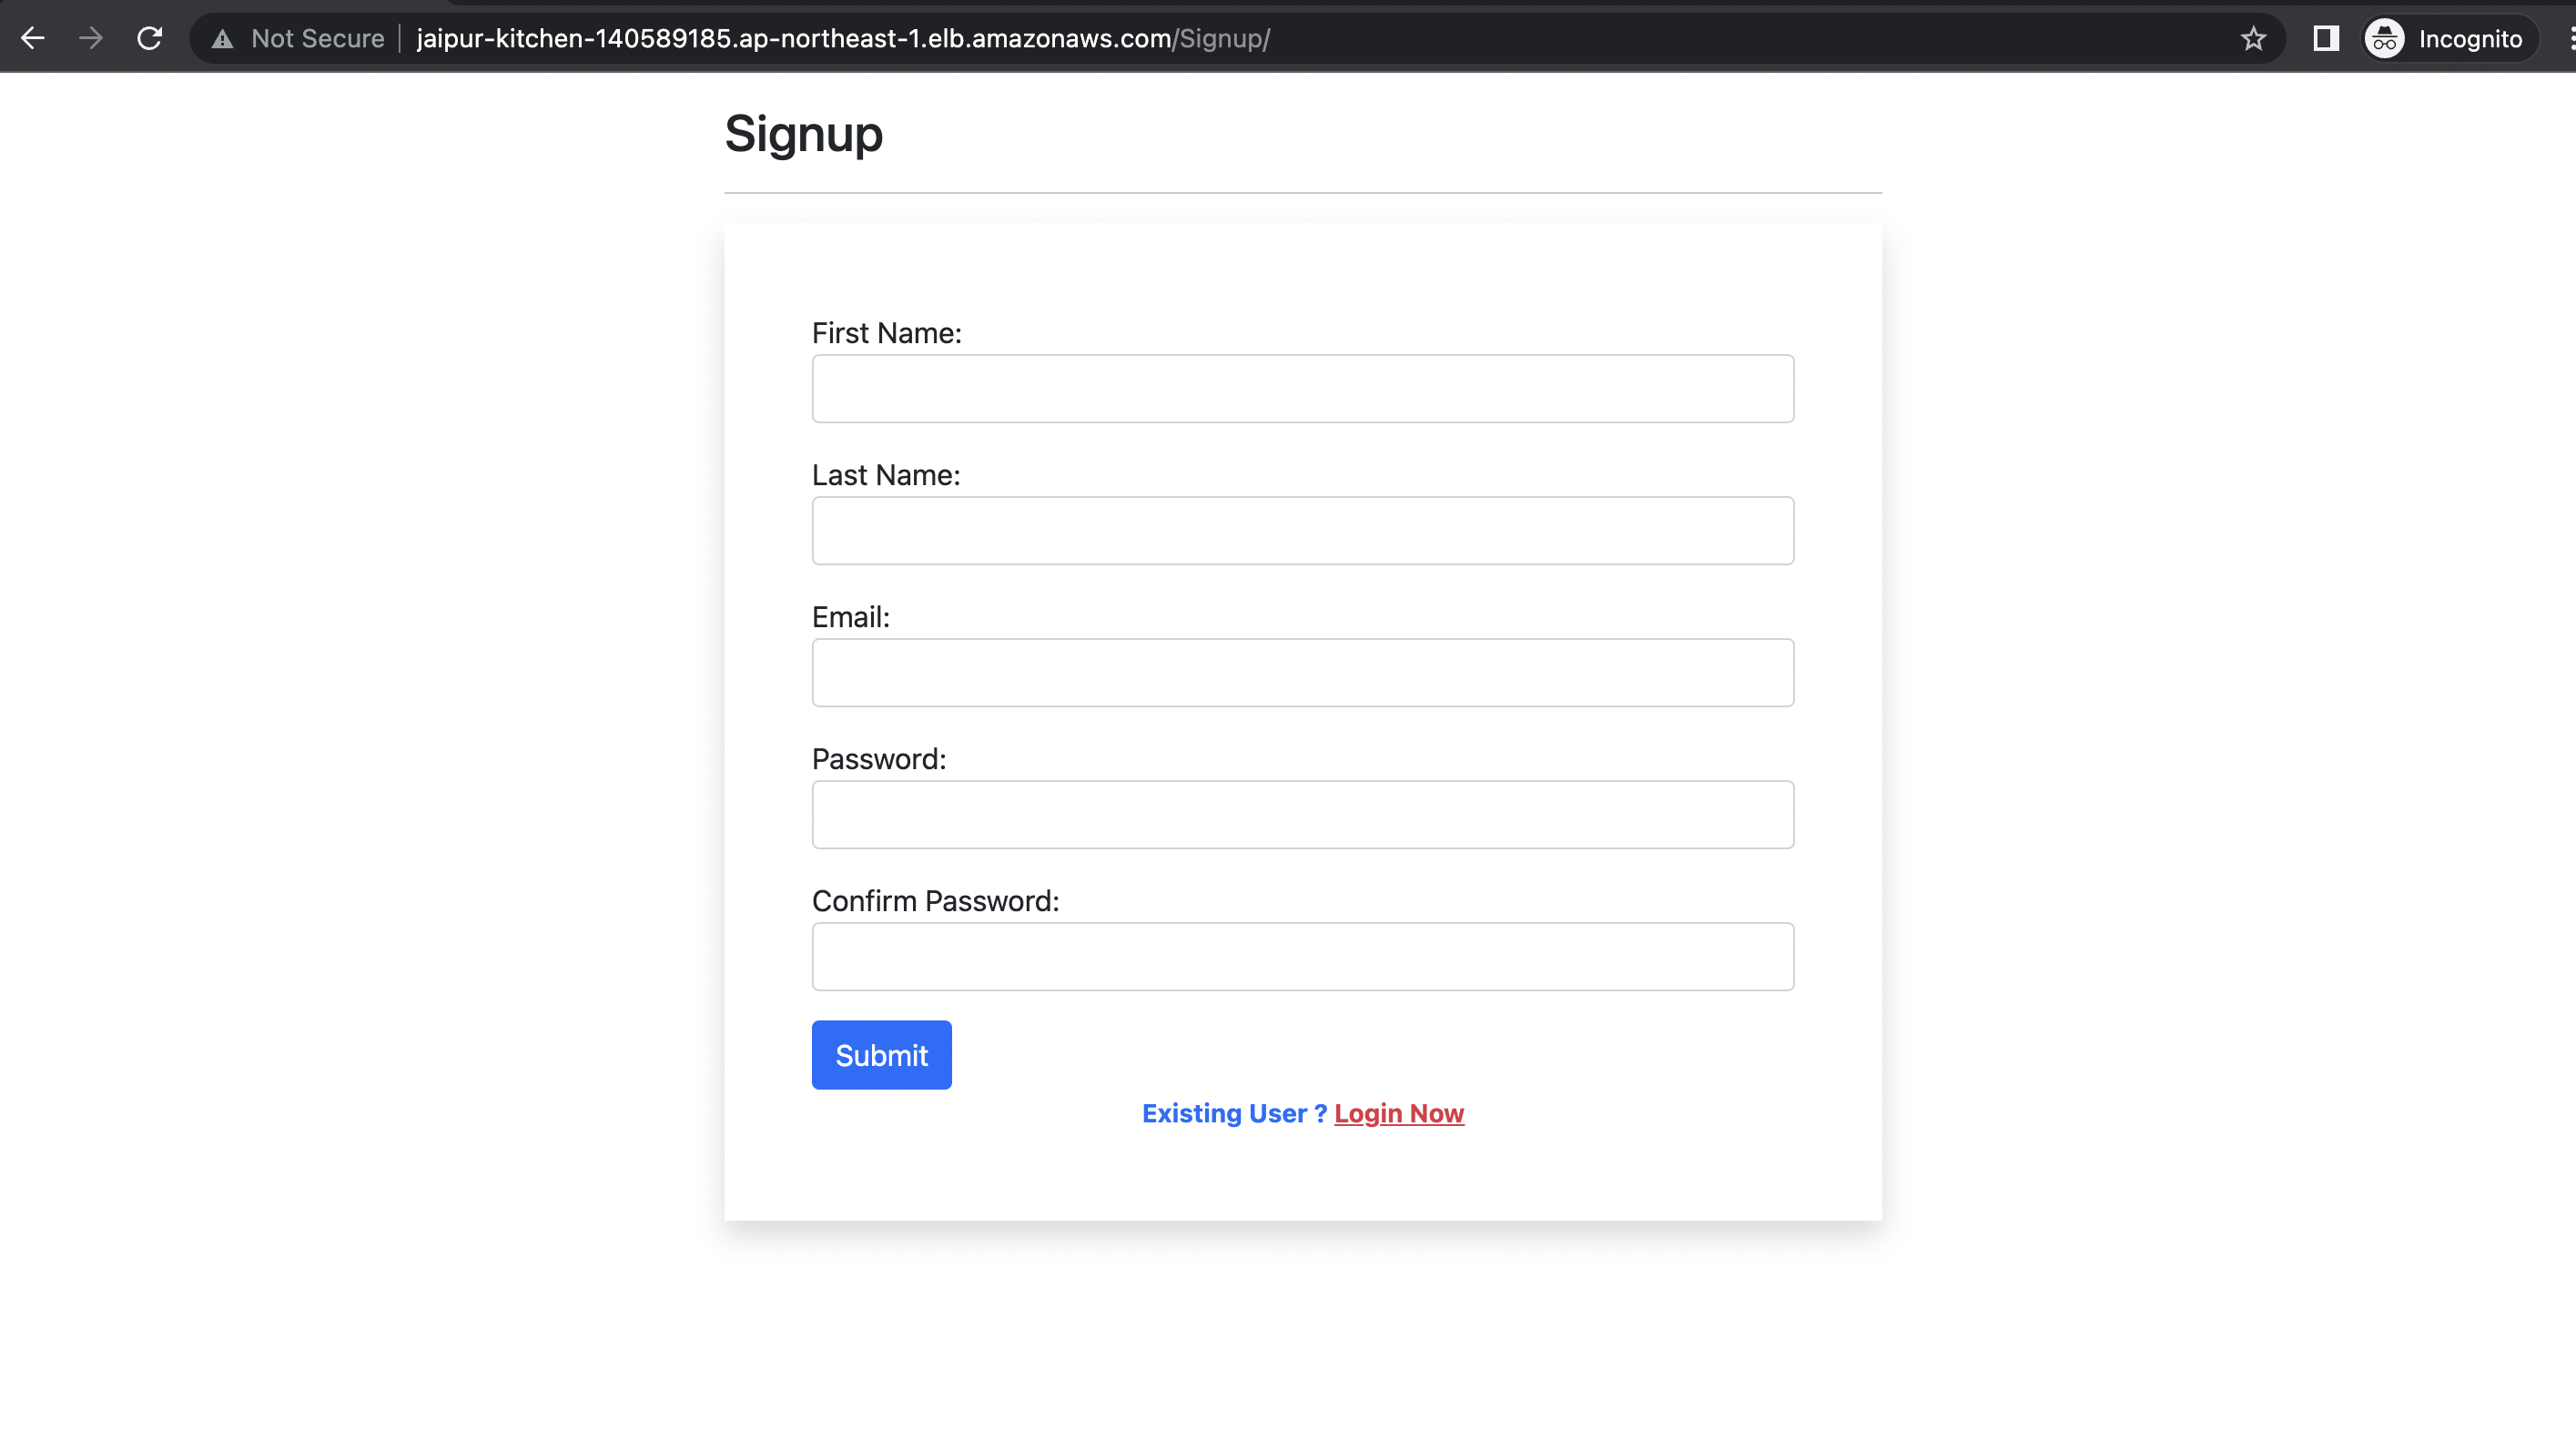 Not Secure jaipur-kitchen-140589185.ap-northeast-1.elb.amazonaws.com/Signup/ Incognito
Signup
First Name:
Last Name:
Email:
Password:
Confirm Password:
Submit
Existing User ? Login Now